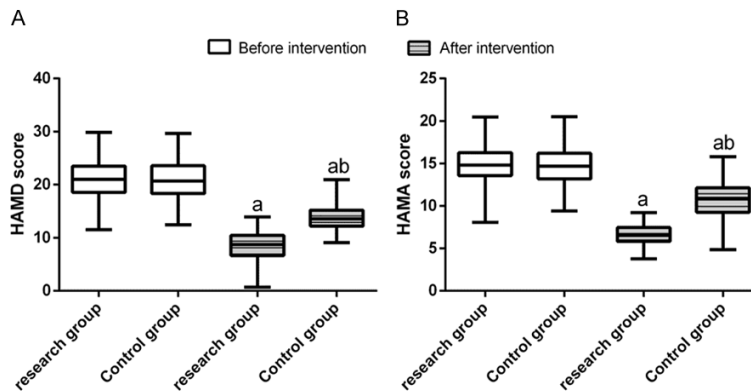 A
B
Before intervention
After intervention
HAMD score
40
30
20
10
0
a
ab
research group
Control group
research group
Control group
HAMA score
25
20
15
10
5
0
a
ab
research group
Control group
research group
Control group